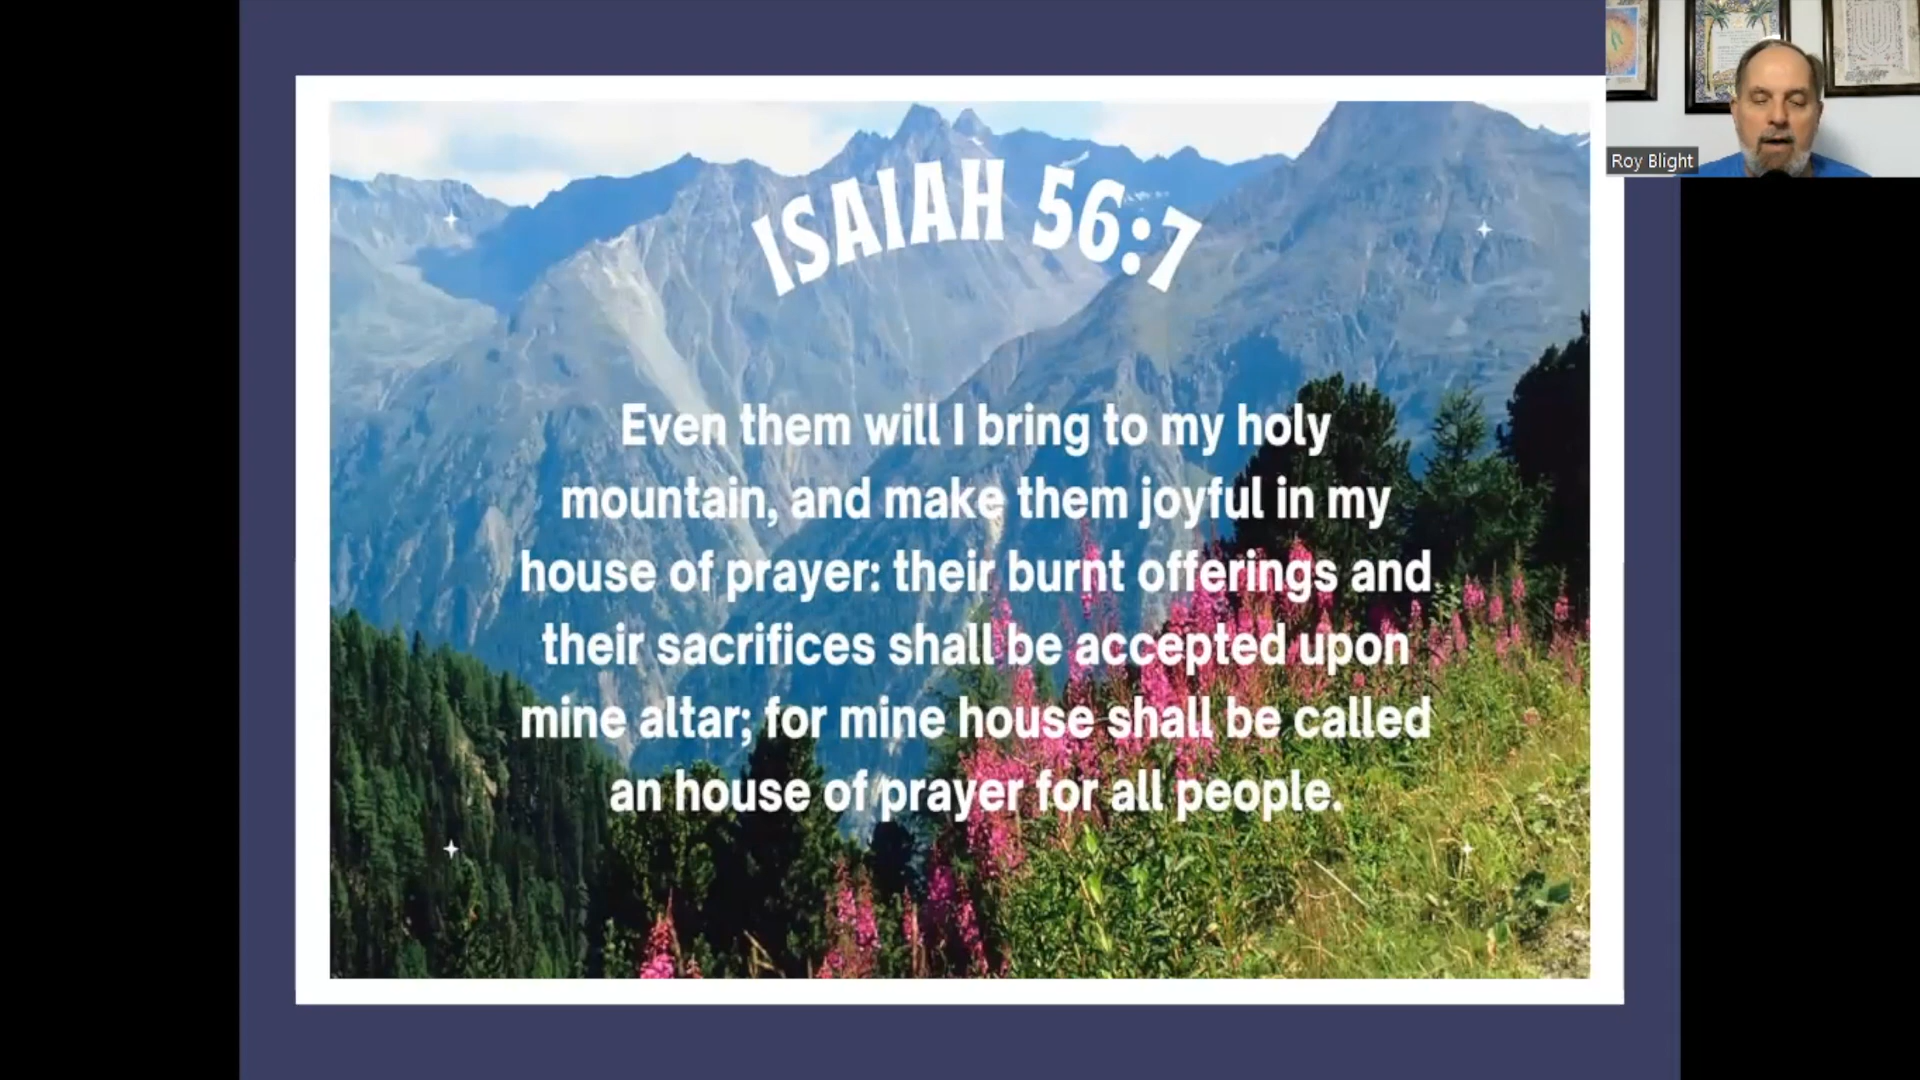 ISAIAH 56:7
Even them will I bring to my holy
mountain, and make them joyful in my
house of prayer: their burnt offerings and
their sacrifices shall be accepted upon
mine altar; for mine house shall be called
an house of prayer for all people.
Roy Blight